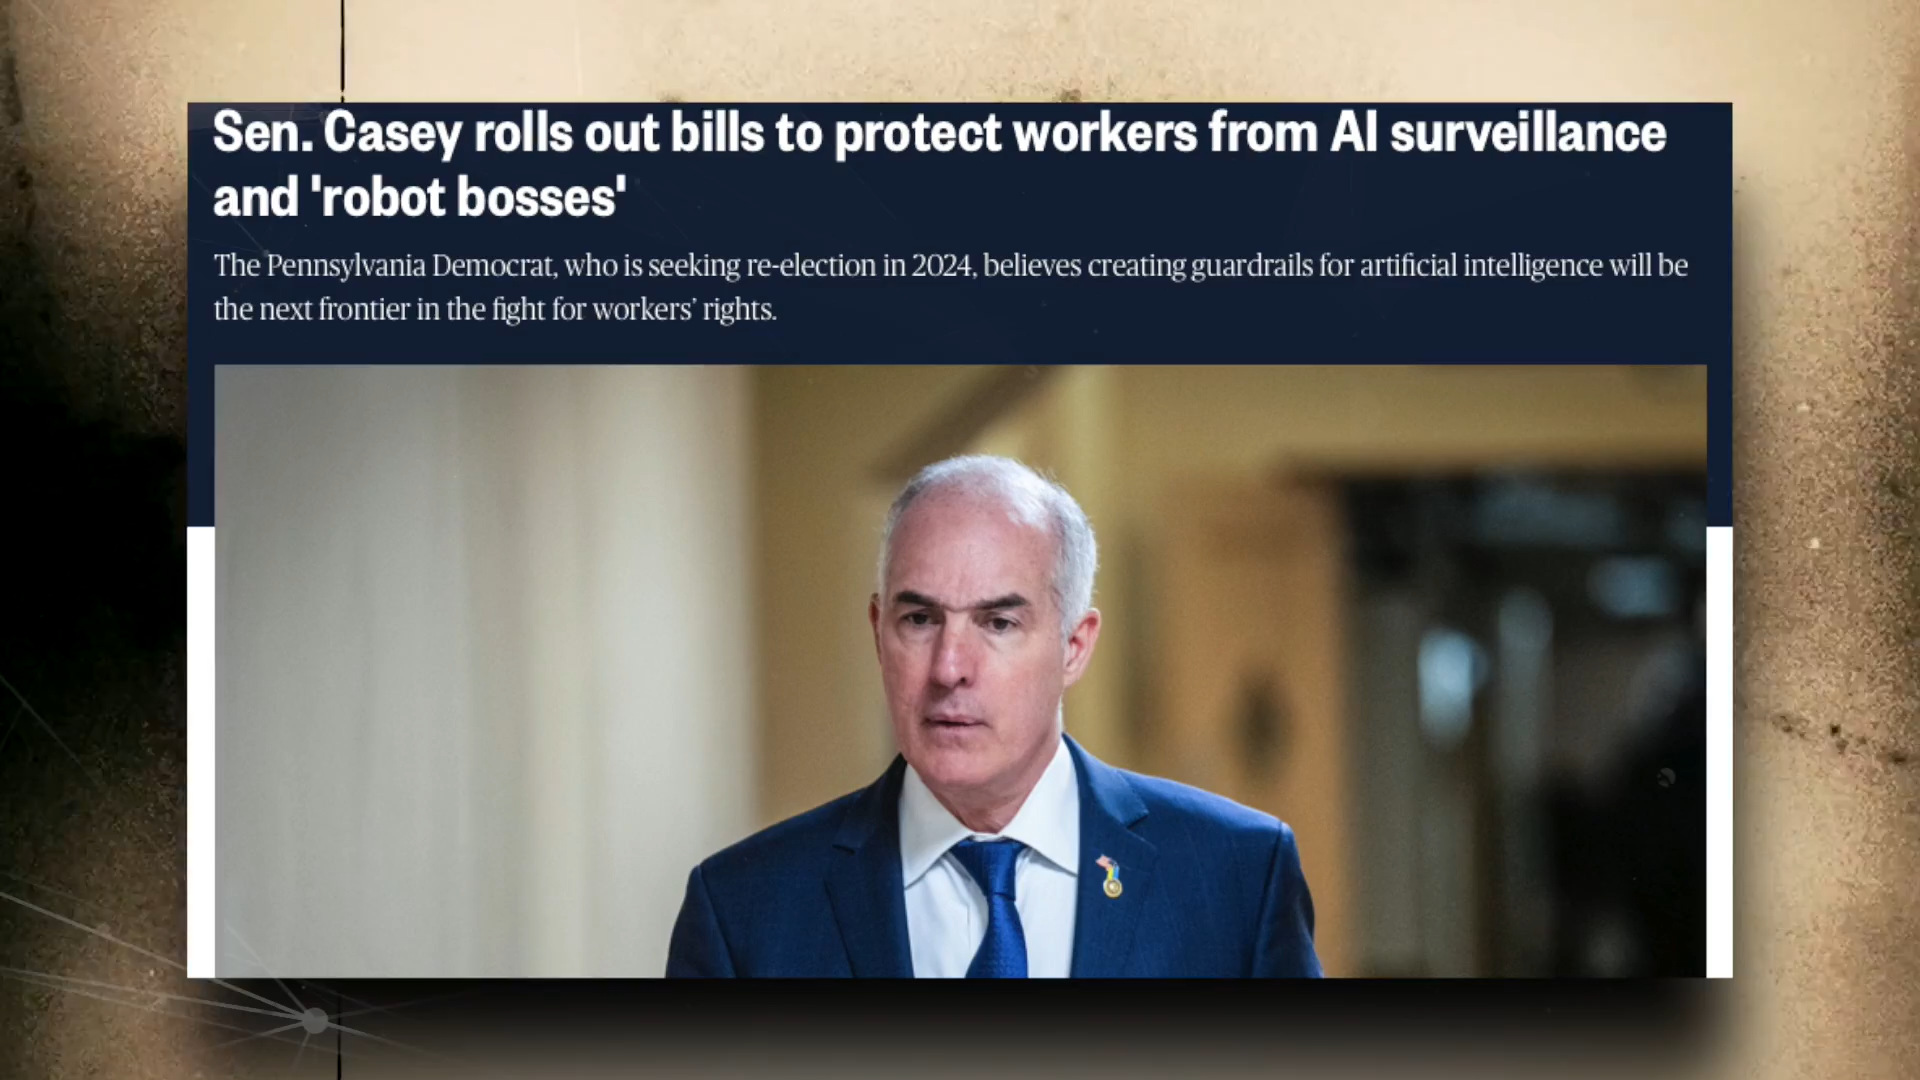 Sen. Casey rolls out bills to protect workers from AI surveillance
and 'robot bosses'
The Pennsylvania Democrat, who is seeking re-election in 2024, believes creating guardrails for artificial intelligence will be
the next frontier in the fight for workers’ rights.